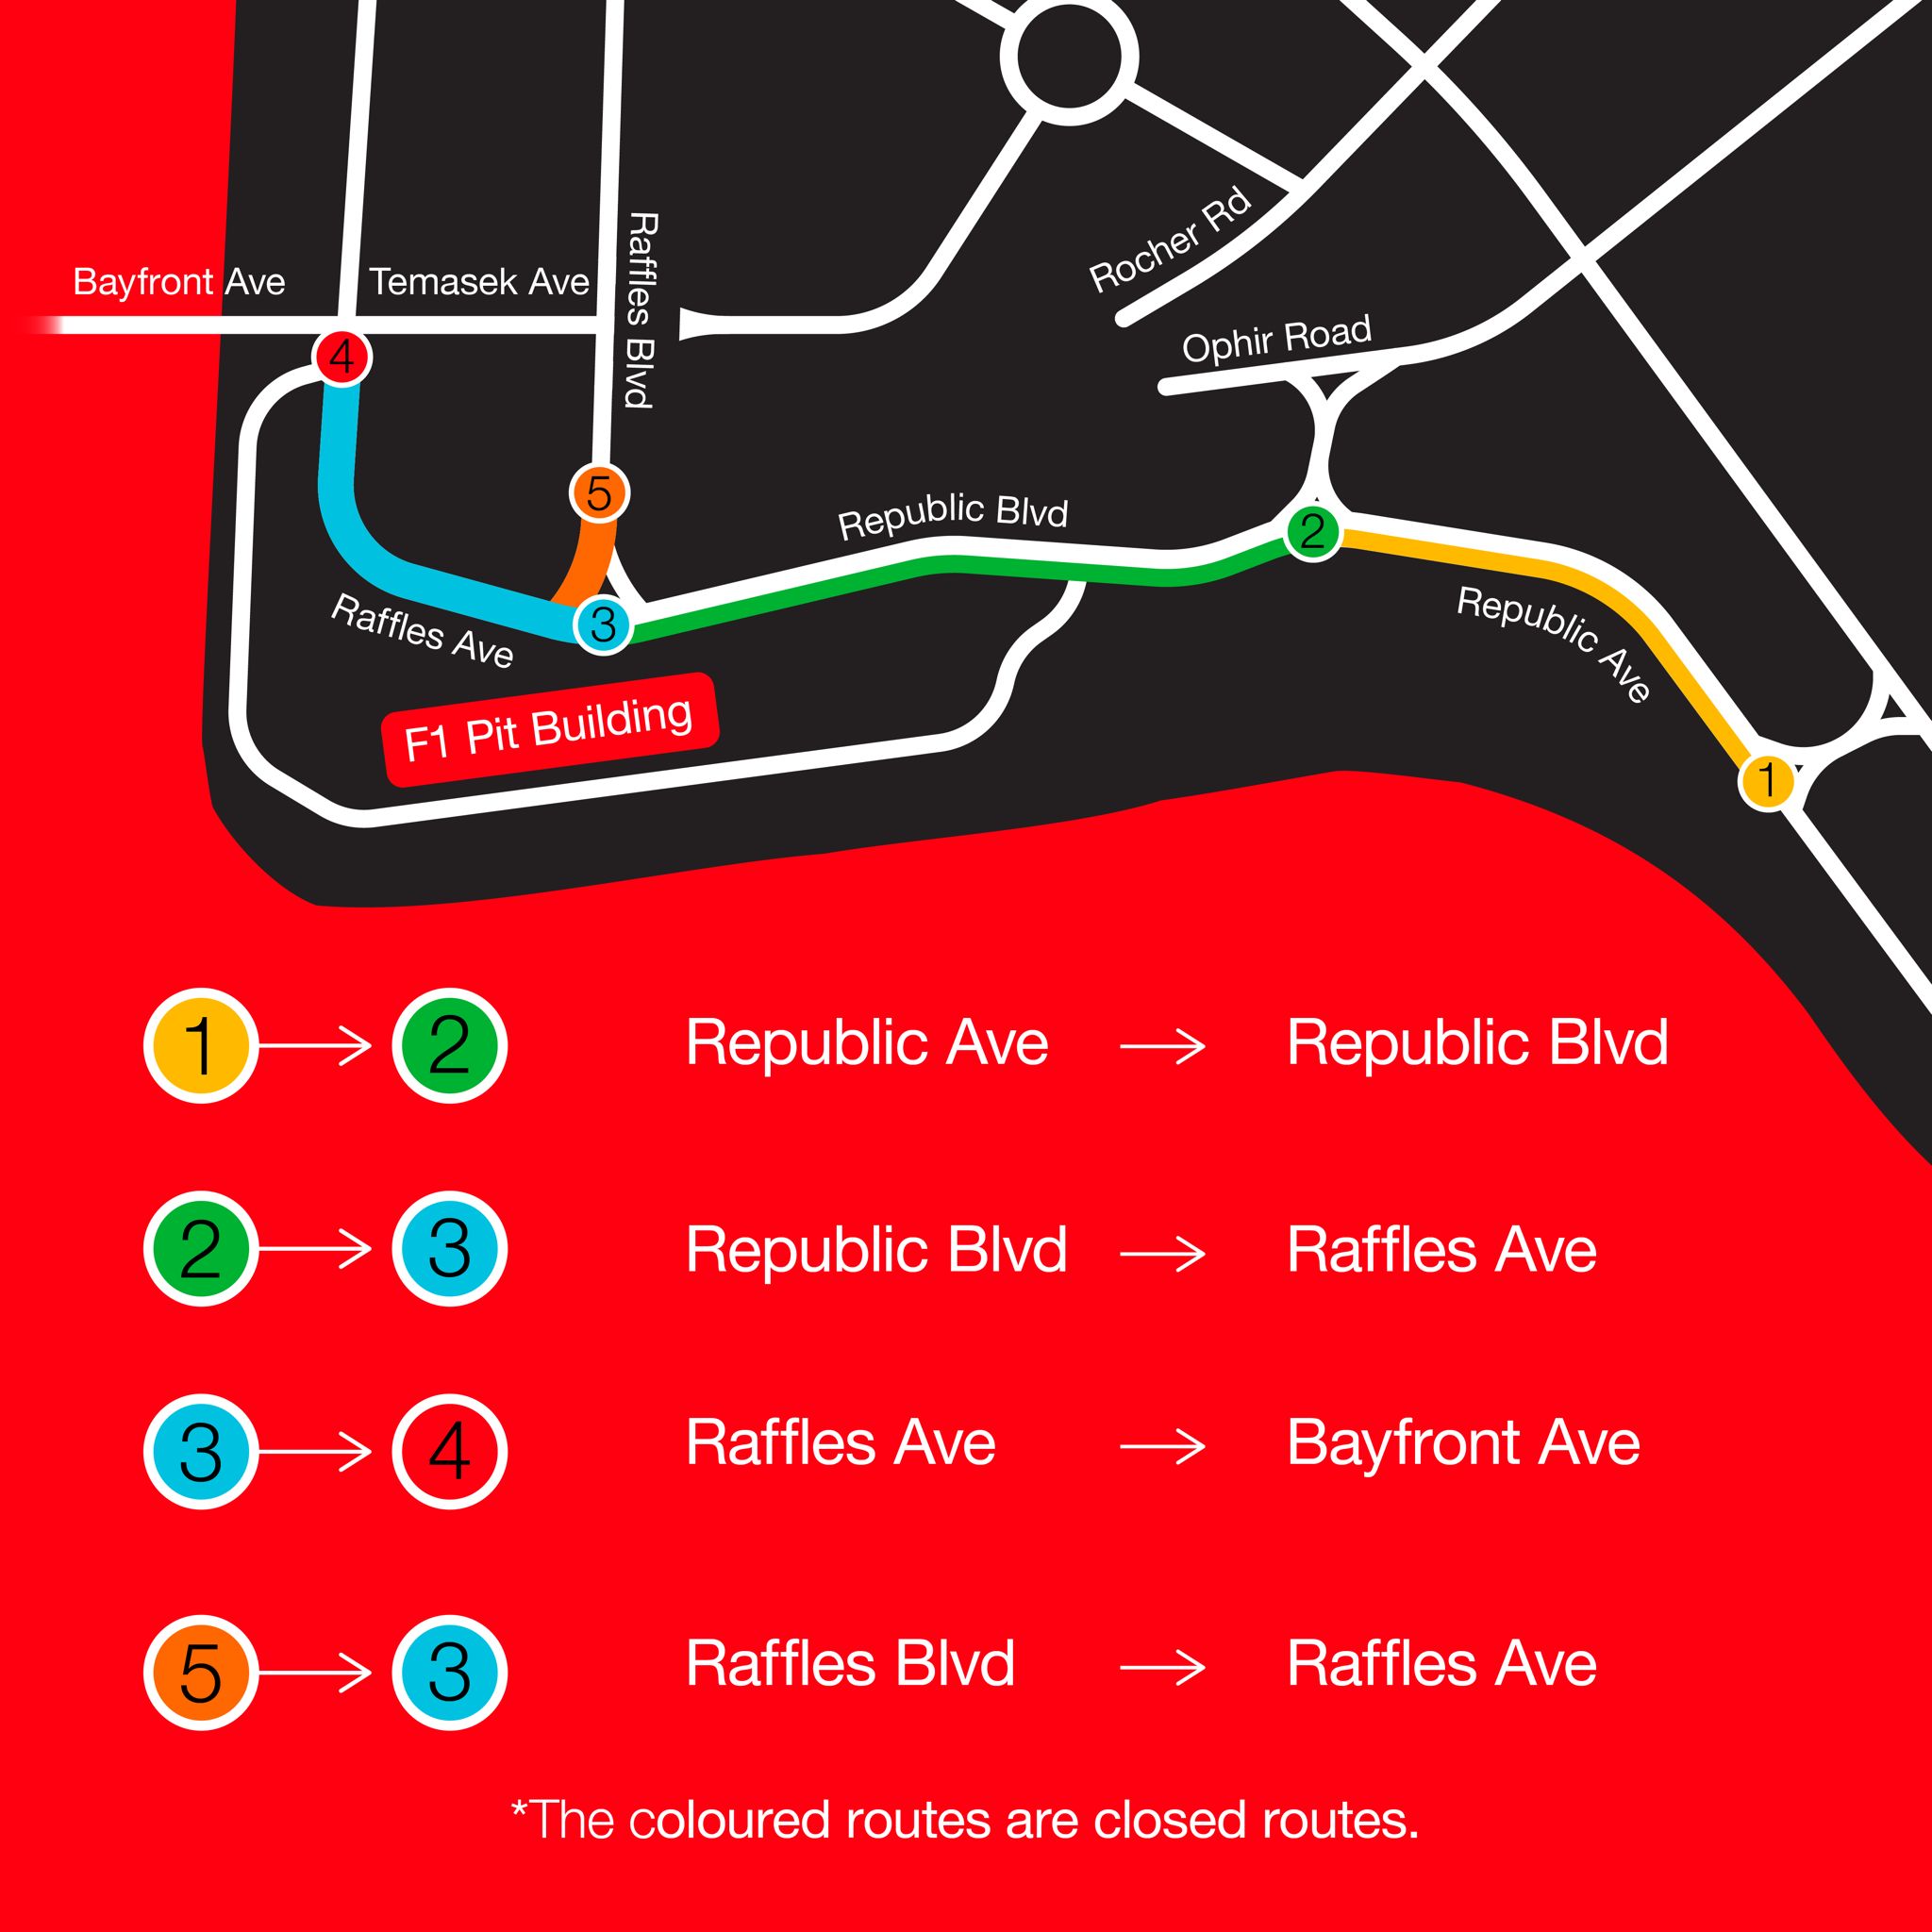 Bayfront Ave
Temasek Ave
Raffles Blvd
Rocher Rd
Ophir Road
4
5
Republic Blvd
2
3
Raffles Ave
Republic Ave
F1 Pit Building
1
1 → 2 Republic Ave → Republic Blvd
2 → 3 Republic Blvd → Raffles Ave
3 → 4 Raffles Ave → Bayfront Ave
5 → 3 Raffles Blvd → Raffles Ave
*The coloured routes are closed routes.